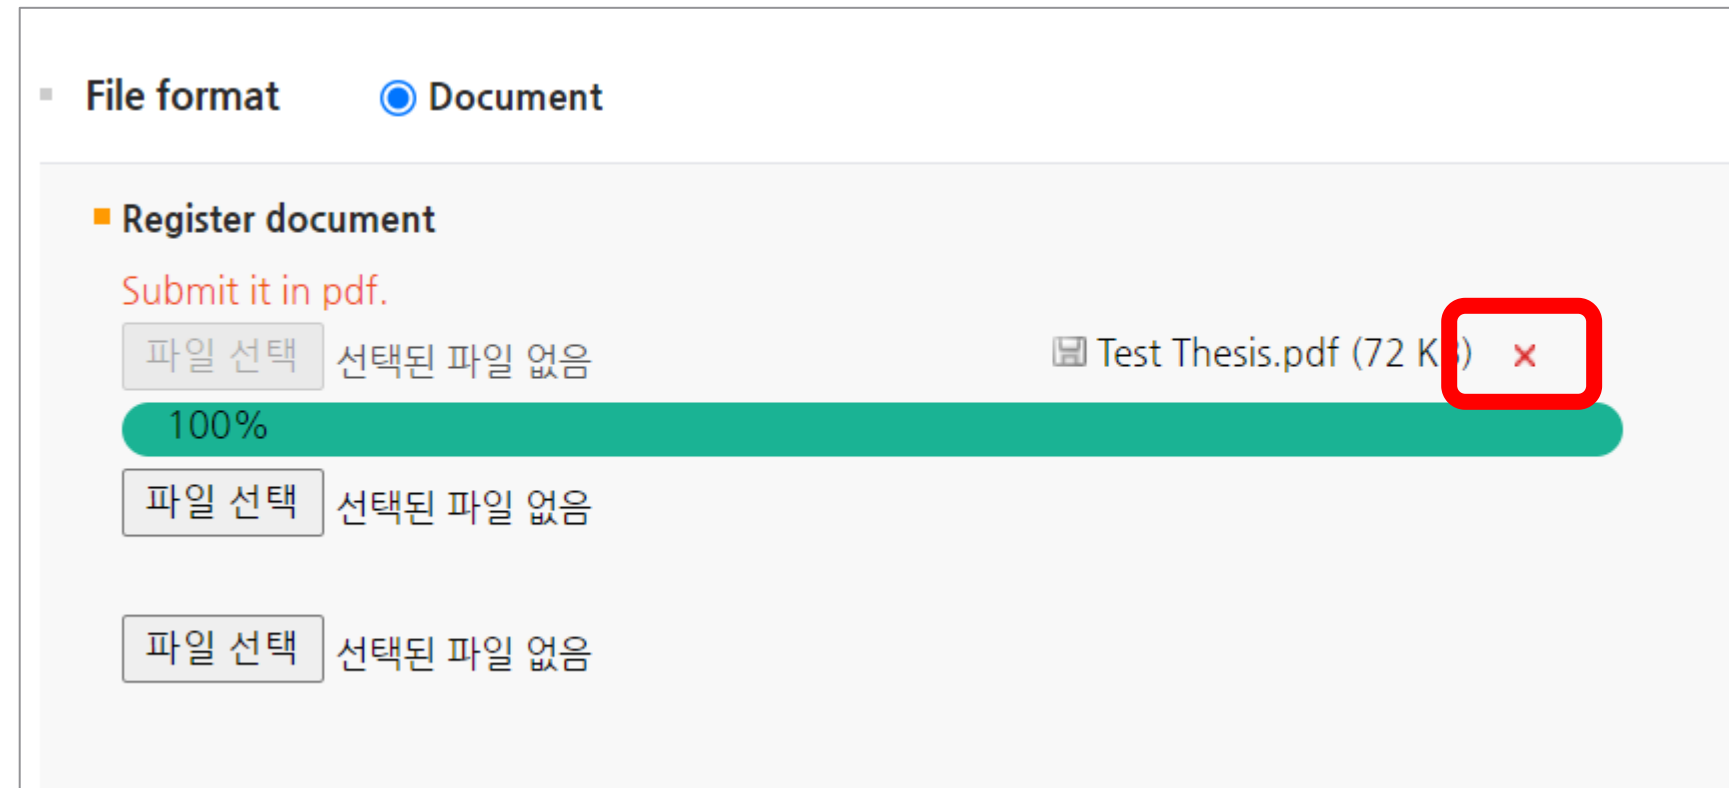 File format Document
Register document
Submit it in pdf.
파일 선택 선택된 파일 없음 Test Thesis.pdf (72 KB)
100%
파일 선택 선택된 파일 없음
파일 선택 선택된 파일 없음